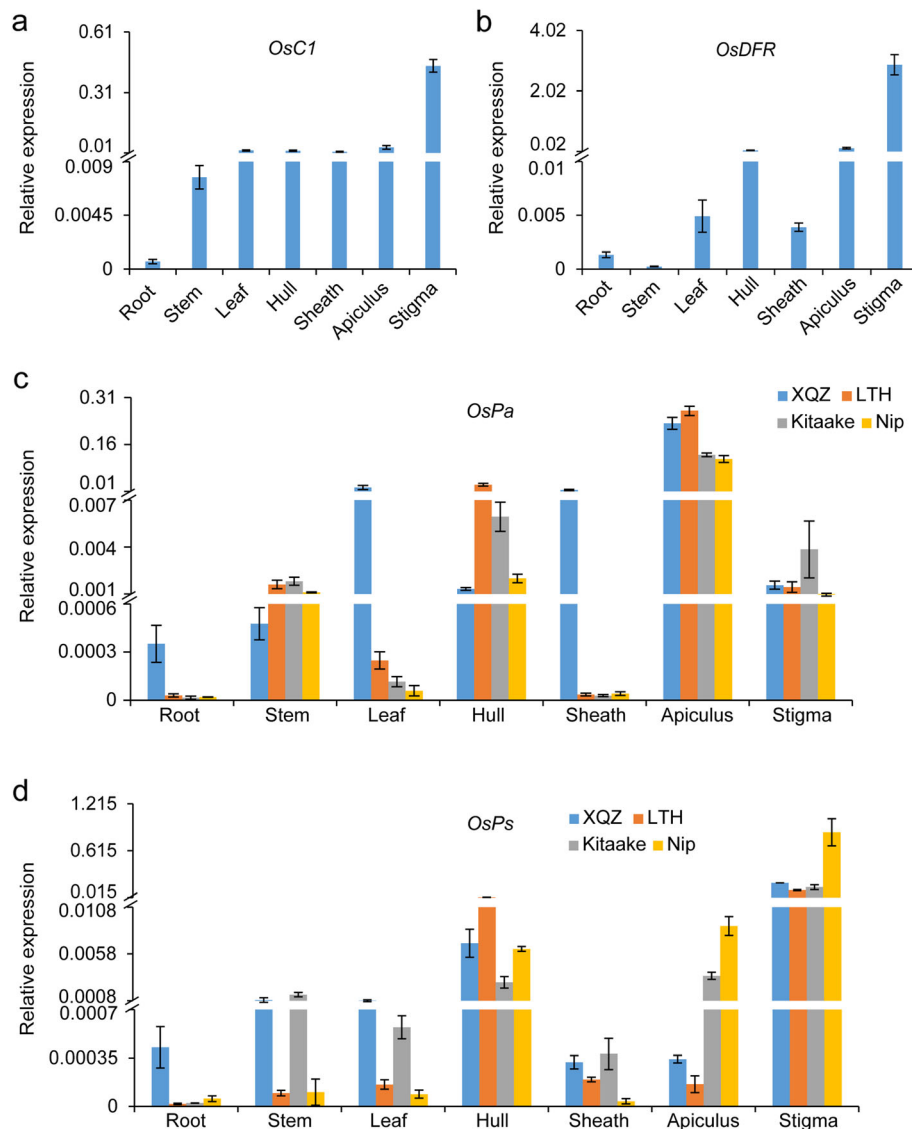 a
OsC1
Relative expression
0.61
0.31
0.01
0.009
0.0045
0
Root
Stem
Leaf
Hull
Sheath
Apiculus
Stigma
b
OsDFR
Relative expression
4.02
2.02
0.02
0.01
0.005
0
Root
Stem
Leaf
Hull
Sheath
Apiculus
Stigma
c
OsPa
XQZ LTH
Kitaake Nip
Relative expression
0.31
0.16
0.01
0.007
0.004
0.001
0.0006
0.0003
0
Root Stem Leaf Hull Sheath Apiculus Stigma
d
OsPs
XQZ LTH
Kitaake Nip
Relative expression
1.215
0.615
0.015
0.0108
0.0058
0.0008
0.0007
0.00035
0
Root Stem Leaf Hull Sheath Apiculus Stigma